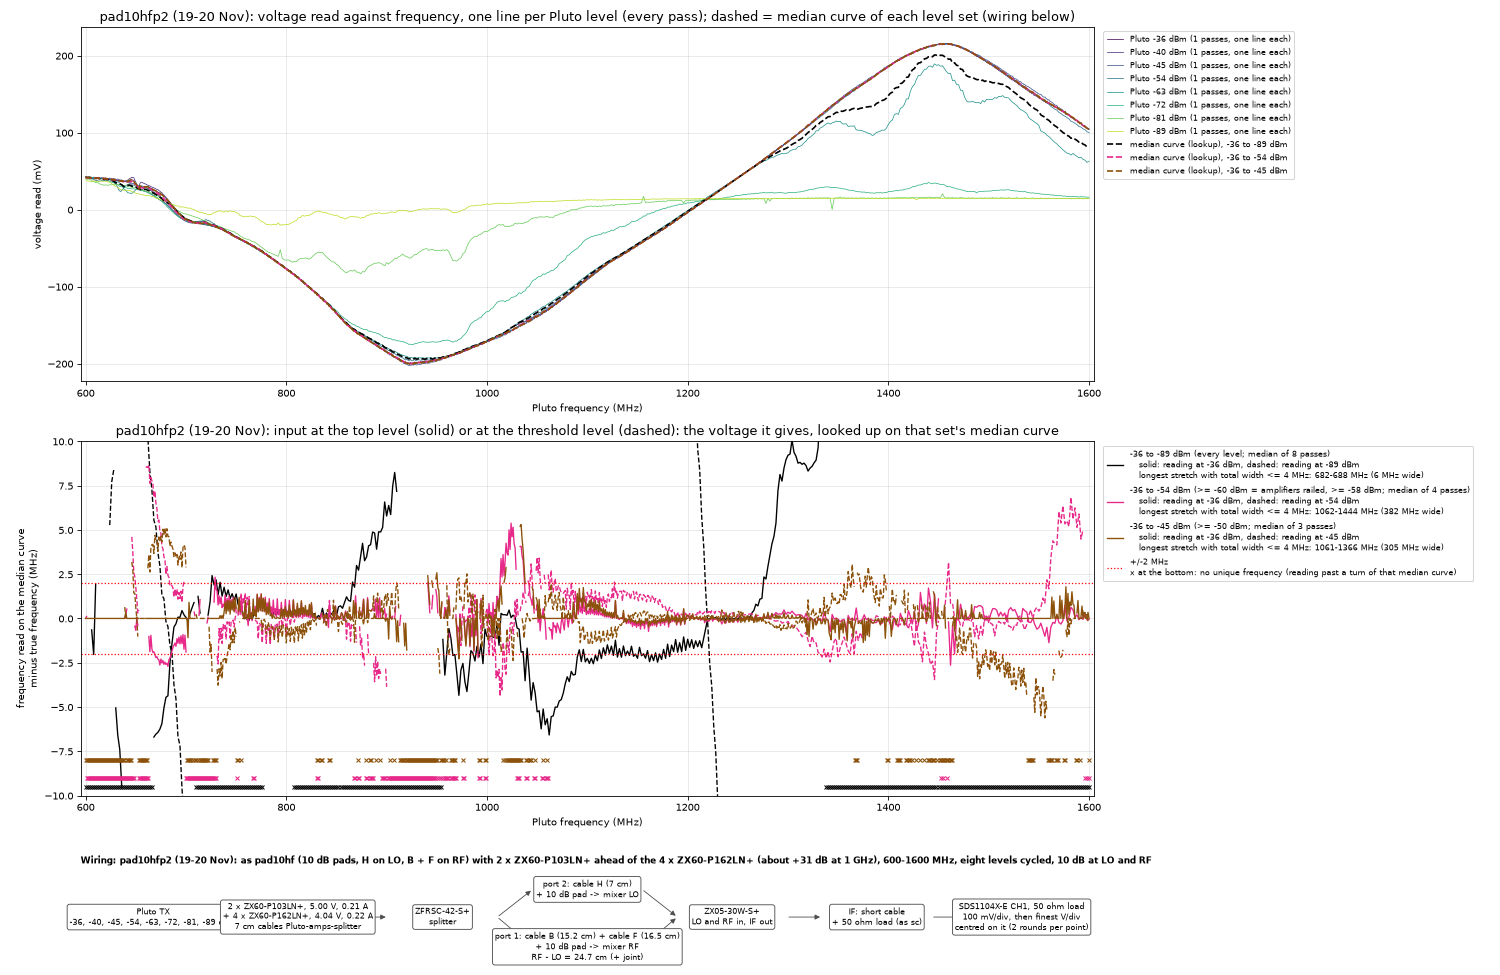 pad10hfp2 (19-20 Nov): voltage read against frequency, one line per Pluto level (every pass); dashed = median curve of each level set (wiring below)
voltage read (mV)
200
100
0
−100
−200
600
800
1000
1200
1400
1600
Pluto frequency (MHz)
Pluto -36 dBm (1 passes, one line each)
Pluto -40 dBm (1 passes, one line each)
Pluto -45 dBm (1 passes, one line each)
Pluto -54 dBm (1 passes, one line each)
Pluto -63 dBm (1 passes, one line each)
Pluto -72 dBm (1 passes, one line each)
Pluto -81 dBm (1 passes, one line each)
Pluto -89 dBm (1 passes, one line each)
median curve (lookup), -36 to -89 dBm
median curve (lookup), -36 to -54 dBm
median curve (lookup), -36 to -45 dBm
pad10hfp2 (19-20 Nov): input at the top level (solid) or at the threshold level (dashed): the voltage it gives, looked up on that set's median curve
frequency read on the median curve
minus true frequency (MHz)
10.0
7.5
5.0
2.5
0.0
−2.5
−5.0
−7.5
−10.0
600
800
1000
1200
1400
1600
Pluto frequency (MHz)
-36 to -89 dBm (every level; median of 8 passes)
solid: reading at -36 dBm, dashed: reading at -89 dBm
longest stretch with total width <= 4 MHz: 682-688 MHz (6 MHz wide)
-36 to -54 dBm (>= -60 dBm = amplifiers railed, >= -58 dBm; median of 4 passes)
solid: reading at -36 dBm, dashed: reading at -54 dBm
longest stretch with total width <= 4 MHz: 1062-1444 MHz (382 MHz wide)
-36 to -45 dBm (>= -50 dBm; median of 3 passes)
solid: reading at -36 dBm, dashed: reading at -45 dBm
longest stretch with total width <= 4 MHz: 1061-1366 MHz (305 MHz wide)
+/-2 MHz
x at the bottom: no unique frequency (reading past a turn of that median curve)
Wiring: pad10hfp2 (19-20 Nov): as pad10hf (10 dB pads, H on LO, B + F on RF) with 2 x ZX60-P103LN+ ahead of the 4 x ZX60-P162LN+ (about +31 dB at 1 GHz), 600-1600 MHz, eight levels cycled, 10 dB at LO and RF
Pluto TX
-36, -40, -45, -54, -63, -72, -81, -89
2 x ZX60-P103LN+, 5.00 V, 0.21 A
+ 4 x ZX60-P162LN+, 4.04 V, 0.22 A
7 cm cables Pluto-amps-splitter
ZFRSC-42-S+
splitter
port 2: cable H (7 cm)
+ 10 dB pad -> mixer LO
port 1: cable B (15.2 cm) + cable F (16.5 cm)
+ 10 dB pad -> mixer RF
RF - LO = 24.7 cm (+ joint)
ZX05-30W-S+
LO and RF in, IF out
IF: short cable
+ 50 ohm load (as sc)
SDS1104X-E CH1, 50 ohm load
100 mV/div, then finest V/div
centred on it (2 rounds per point)